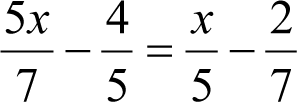 5x/7 − 4/5 = x/5 − 2/7